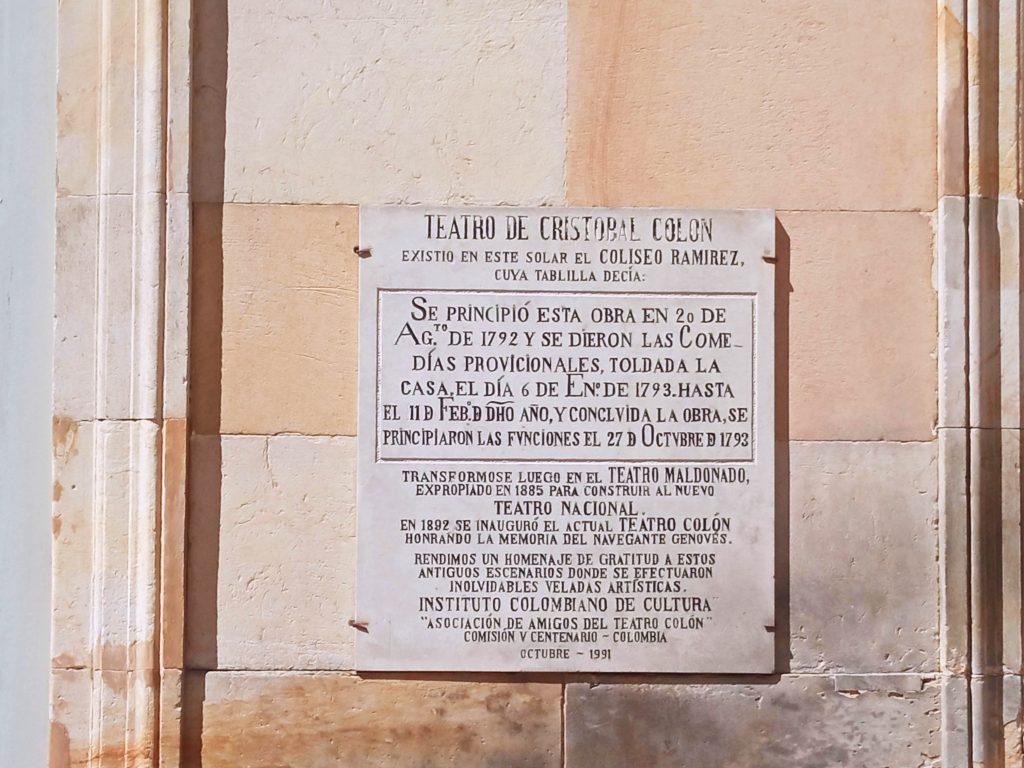 TEATRO DE CRISTOBAL COLON
EXISTIO EN ESTE SOLAR EL COLISEO RAMIREZ,
CUYA TABLILLA DECÍA:
SE PRINCIPIÓ ESTA OBRA EN 20 DE
AG.TO DE 1792 Y SE DIERON LAS COME-
DÍAS PROVICIONALES, TOLDADA LA
CASA, EL DÍA 6 DE ENo. DE 1793. HASTA
EL 11 D FEBo. D DHO AÑO, Y CONCLVIDA LA OBRA, SE
PRINCIPIARON LAS FVNCIONES EL 27 D OCTVBRE D 1793
TRANSFORMOSE LUEGO EN EL TEATRO MALDONADO,
EXPROPIADO EN 1885 PARA CONSTRUIR AL NUEVO
TEATRO NACIONAL.
EN 1892 SE INAUGURÓ EL ACTUAL TEATRO COLÓN
HONRANDO LA MEMORIA DEL NAVEGANTE GENOVÉS.
RENDIMOS UN HOMENAJE DE GRATITUD A ESTOS
ANTIGUOS ESCENARIOS DONDE SE EFECTUARON
INOLVIDABLES VELADAS ARTÍSTICAS.
INSTITUTO COLOMBIANO DE CULTURA
"ASOCIACIÓN DE AMIGOS DEL TEATRO COLÓN"
COMISIÓN V CENTENARIO - COLOMBIA
OCTUBRE ~ 1991